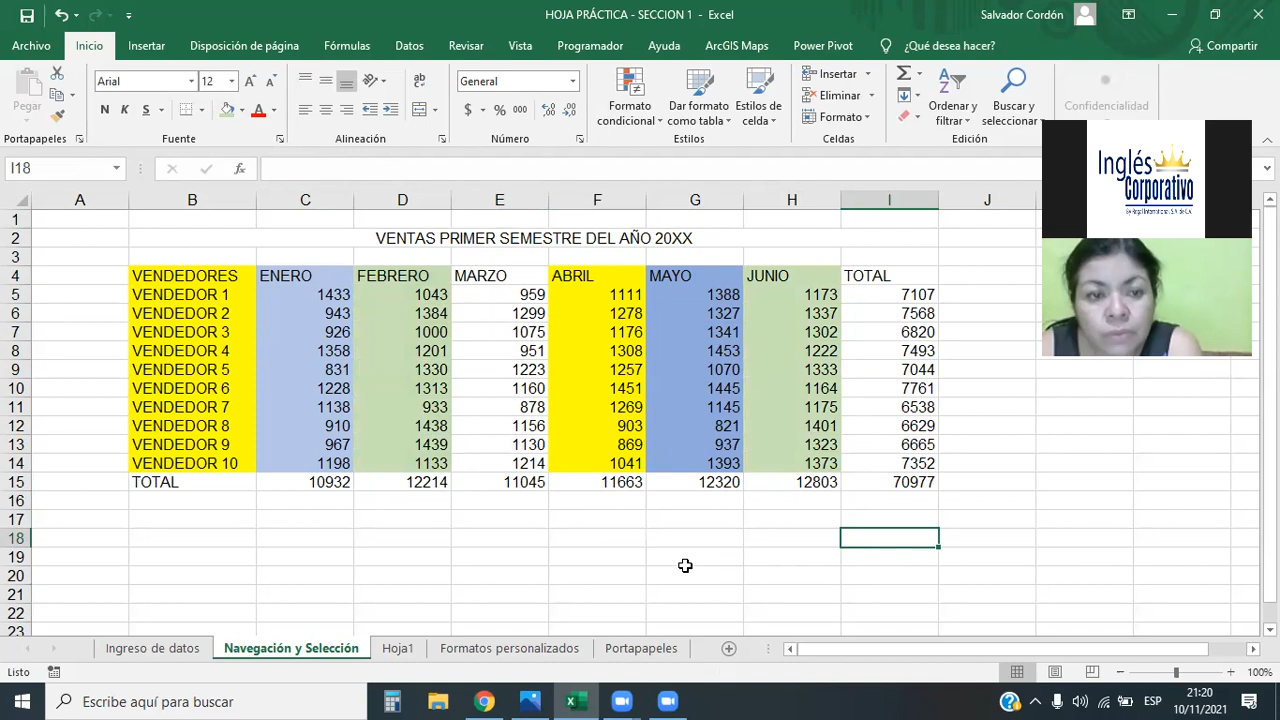 HOJA PRÁCTICA - SECCION 1 - Excel
Salvador Cordón
Archivo Inicio Insertar Disposición de página Fórmulas Datos Revisar Vista Programador Ayuda ArcGIS Maps Power Pivot ¿Qué desea hacer? Compartir
Pegar
Arial 12
N K S
General
$ % 000
Formato condicional
Dar formato como tabla
Estilos de celda
Insertar
Eliminar
Formato
Ordenar y filtrar
Buscar y seleccionar
Confidencialidad
Portapapeles Fuente Alineación Número Estilos Celdas Edición
I18 fx
Inglés
Corporativo
By Regal International, S.A. de C.V.
A B C D E F G H I J
1
2 VENTAS PRIMER SEMESTRE DEL AÑO 20XX
3
4 VENDEDORES ENERO FEBRERO MARZO ABRIL MAYO JUNIO TOTAL
5 VENDEDOR 1 1433 1043 959 1111 1388 1173 7107
6 VENDEDOR 2 943 1384 1299 1278 1327 1337 7568
7 VENDEDOR 3 926 1000 1075 1176 1341 1302 6820
8 VENDEDOR 4 1358 1201 951 1308 1453 1222 7493
9 VENDEDOR 5 831 1330 1223 1257 1070 1333 7044
10 VENDEDOR 6 1228 1313 1160 1451 1445 1164 7761
11 VENDEDOR 7 1138 933 878 1269 1145 1175 6538
12 VENDEDOR 8 910 1438 1156 903 821 1401 6629
13 VENDEDOR 9 967 1439 1130 869 937 1323 6665
14 VENDEDOR 10 1198 1133 1214 1041 1393 1373 7352
15 TOTAL 10932 12214 11045 11663 12320 12803 70977
16
17
18
19
20
21
22
23
Ingreso de datos Navegación y Selección Hoja1 Formatos personalizados Portapapeles
Listo 100%
Escribe aquí para buscar
ESP
21:20
10/11/2021